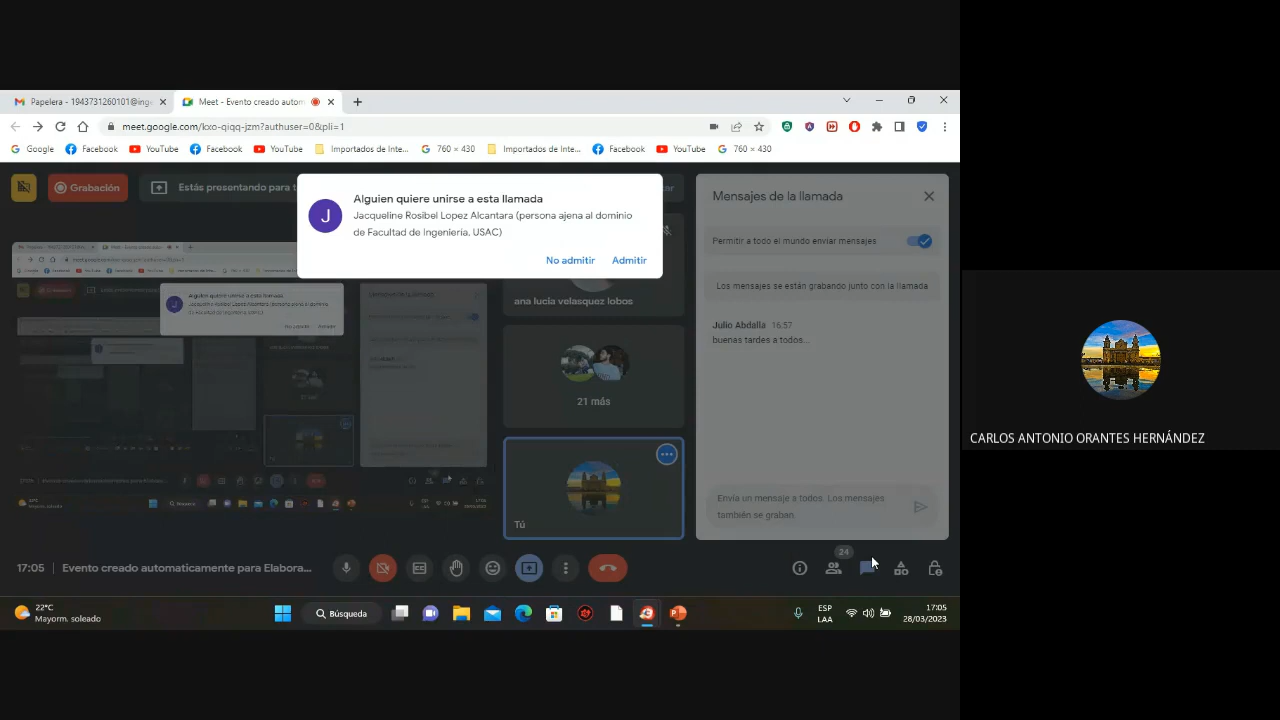 Papelera - 1943731260101@ing
Meet - Evento creado autom
meet.google.com/kxo-qiqq-jzm?authuser=0&pli=1
Google
Facebook
YouTube
Facebook
YouTube
Importados de Inte...
760 × 430
Importados de Inte...
Facebook
YouTube
760 × 430
Grabación
Estás presentando para t
Alguien quiere unirse a esta llamada
J
Jacqueline Rosibel Lopez Alcantara (persona ajena al dominio
de Facultad de Ingeniería, USAC)
No admitir
Admitir
ana lucia velasquez lobos
21 más
Tú
Mensajes de la llamada
Permitir a todo el mundo enviar mensajes
Los mensajes se están grabando junto con la llamada
Julio Abdalla 16:57
buenas tardes a todos...
Envía un mensaje a todos. Los mensajes
también se graban.
CARLOS ANTONIO ORANTES HERNÁNDEZ
17:05
Evento creado automaticamente para Elabora...
24
22°C
Mayorm. soleado
Búsqueda
ESP
LAA
17:05
28/03/2023